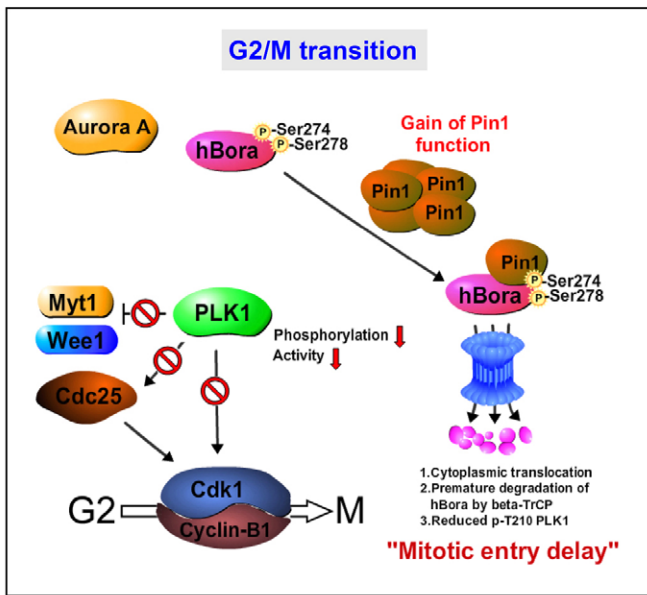 G2/M transition
Aurora A
hBora
P-Ser274
P-Ser278
Gain of Pin1
function
Pin1
Pin1
Pin1
Pin1
hBora
P-Ser274
P-Ser278
Myt1
Wee1
PLK1
Phosphorylation
Activity
Cdc25
G2
Cdk1
Cyclin-B1
M
1.Cytoplasmic translocation
2.Premature degradation of
hBora by beta-TrCP
3.Reduced p-T210 PLK1
"Mitotic entry delay"